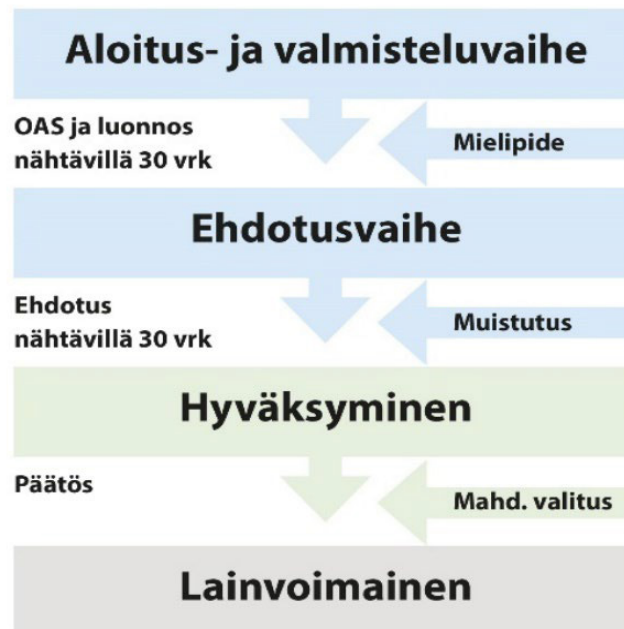 Aloitus- ja valmisteluvaihe
OAS ja luonnos
nähtävillä 30 vrk
Mielipide
Ehdotusvaihe
Ehdotus
nähtävillä 30 vrk
Muistutus
Hyväksyminen
Päätös
Mahd. valitus
Lainvoimainen